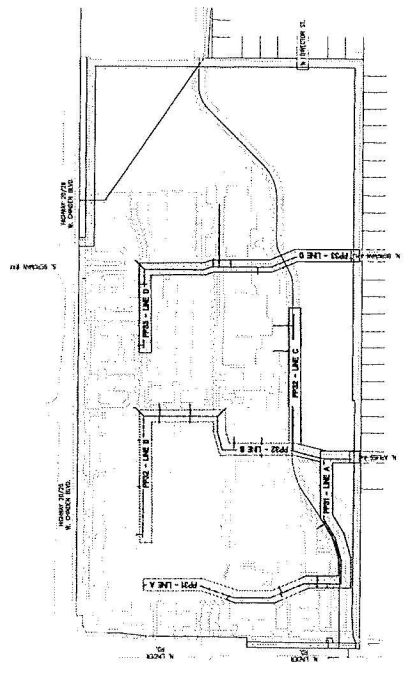 N. DIRECTOR ST.
HIGHWAY 20/26
W. CHINDEN BLVD.
PP33 - LINE D
PP33 - LINE D
PP32 - LINE C
PP32 - LINE B
PP32 - LINE B
HIGHWAY 20/26
W. CHINDEN BLVD.
PP31 - LINE A
PP31 - LINE A
N. LINDER
RD.
N. LINDER
RD.